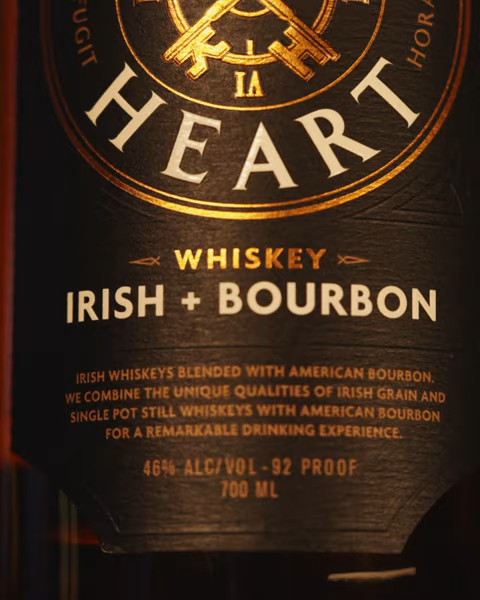 FUGIT
HORA
VI
HEART
WHISKEY
IRISH + BOURBON
IRISH WHISKEYS BLENDED WITH AMERICAN BOURBON.
WE COMBINE THE UNIQUE QUALITIES OF IRISH GRAIN AND
SINGLE POT STILL WHISKEYS WITH AMERICAN BOURBON
FOR A REMARKABLE DRINKING EXPERIENCE.
46% ALC/VOL - 92 PROOF
700 ML